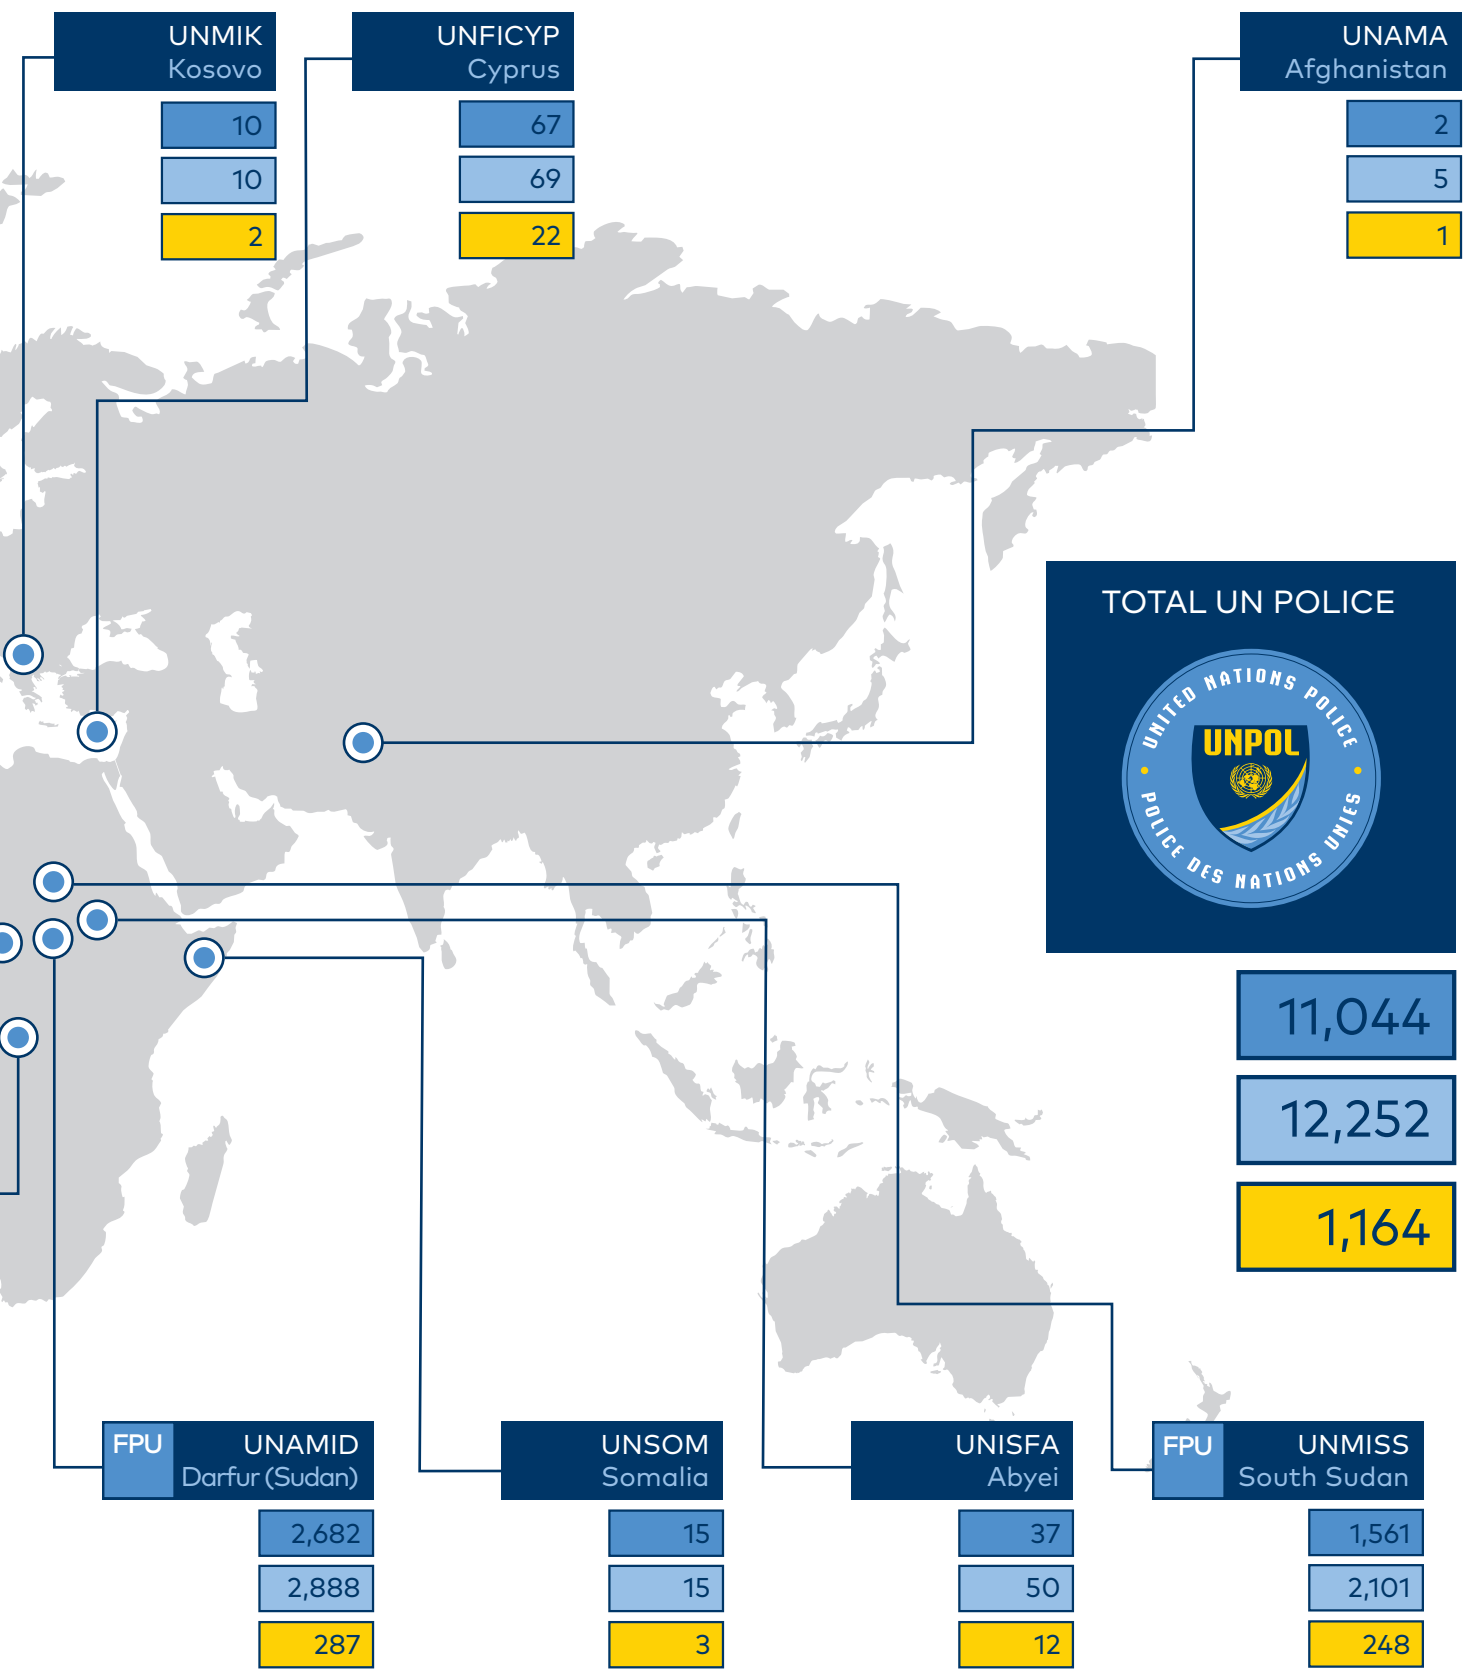 UNMIK
Kosovo
10
10
2
UNFICYP
Cyprus
67
69
22
UNAMA
Afghanistan
2
5
1
TOTAL UN POLICE
UNITED NATIONS POLICE
UNPOL
POLICE DES NATIONS UNIES
11,044
12,252
1,164
FPU
UNAMID
Darfur (Sudan)
2,682
2,888
287
UNSOM
Somalia
15
15
3
UNISFA
Abyei
37
50
12
FPU
UNMISS
South Sudan
1,561
2,101
248